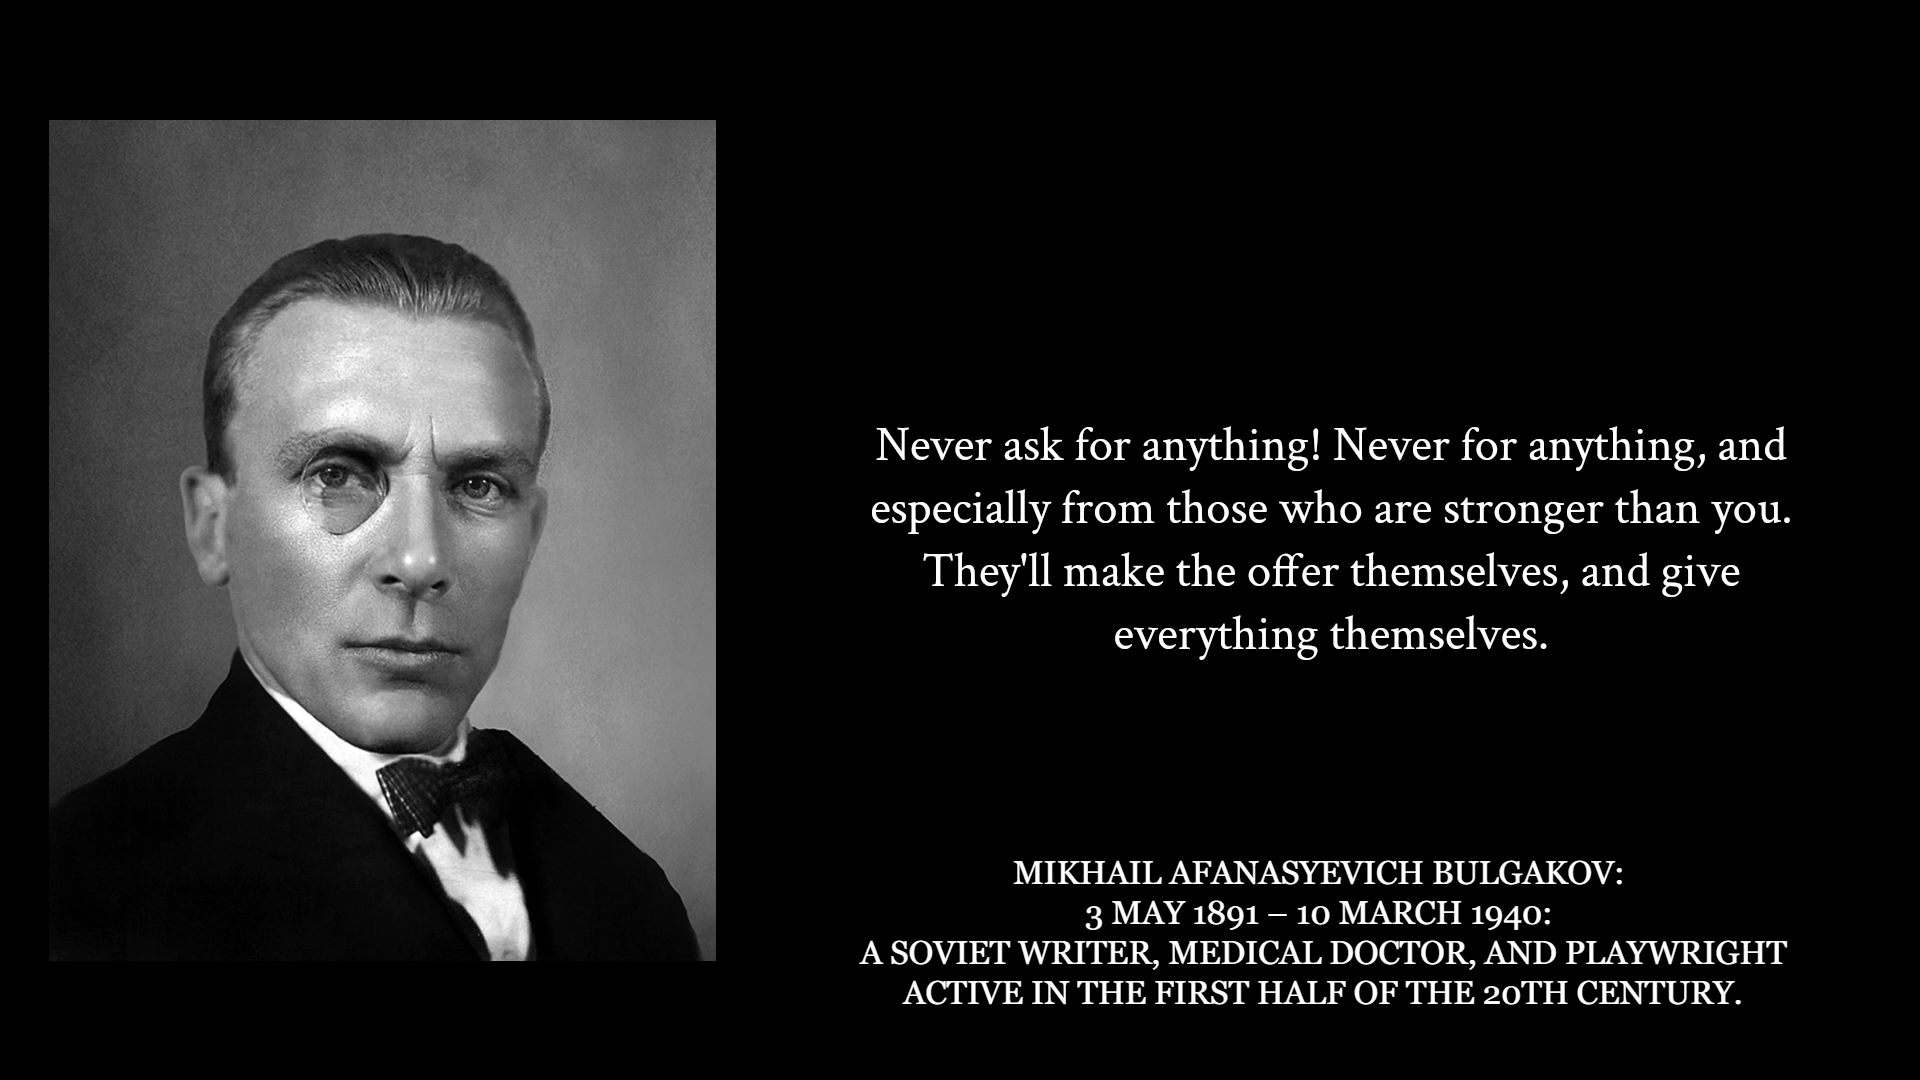 Never ask for anything! Never for anything, and
especially from those who are stronger than you.
They'll make the offer themselves, and give
everything themselves.
MIKHAIL AFANASYEVICH BULGAKOV:
3 MAY 1891 – 10 MARCH 1940:
A SOVIET WRITER, MEDICAL DOCTOR, AND PLAYWRIGHT
ACTIVE IN THE FIRST HALF OF THE 20TH CENTURY.